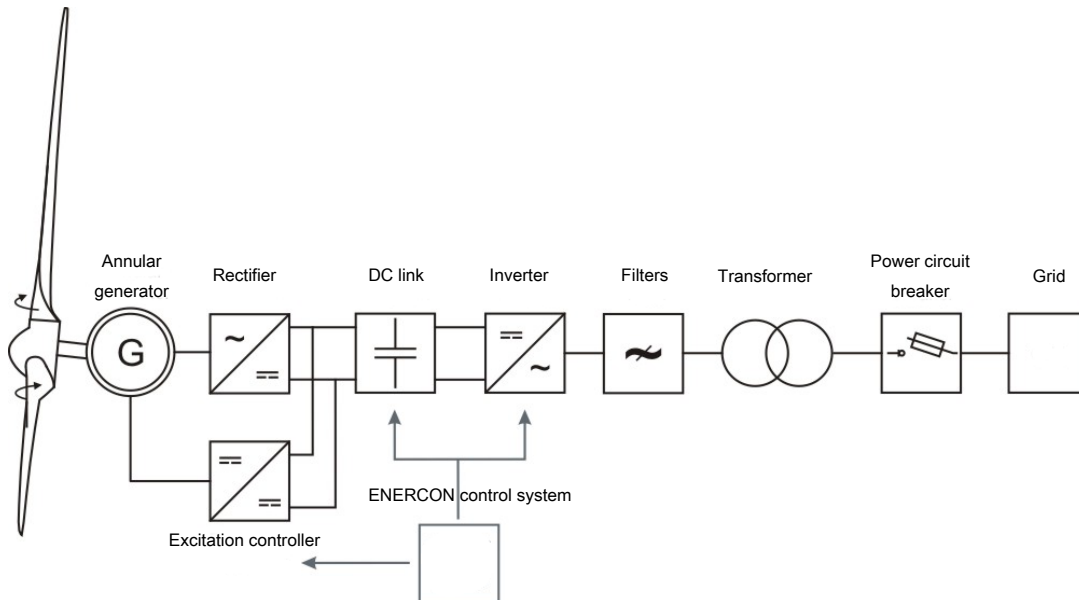 Annular
generator
Rectifier
DC link
Inverter
Filters
Transformer
Power circuit
breaker
Grid
G
ENERCON control system
Excitation controller